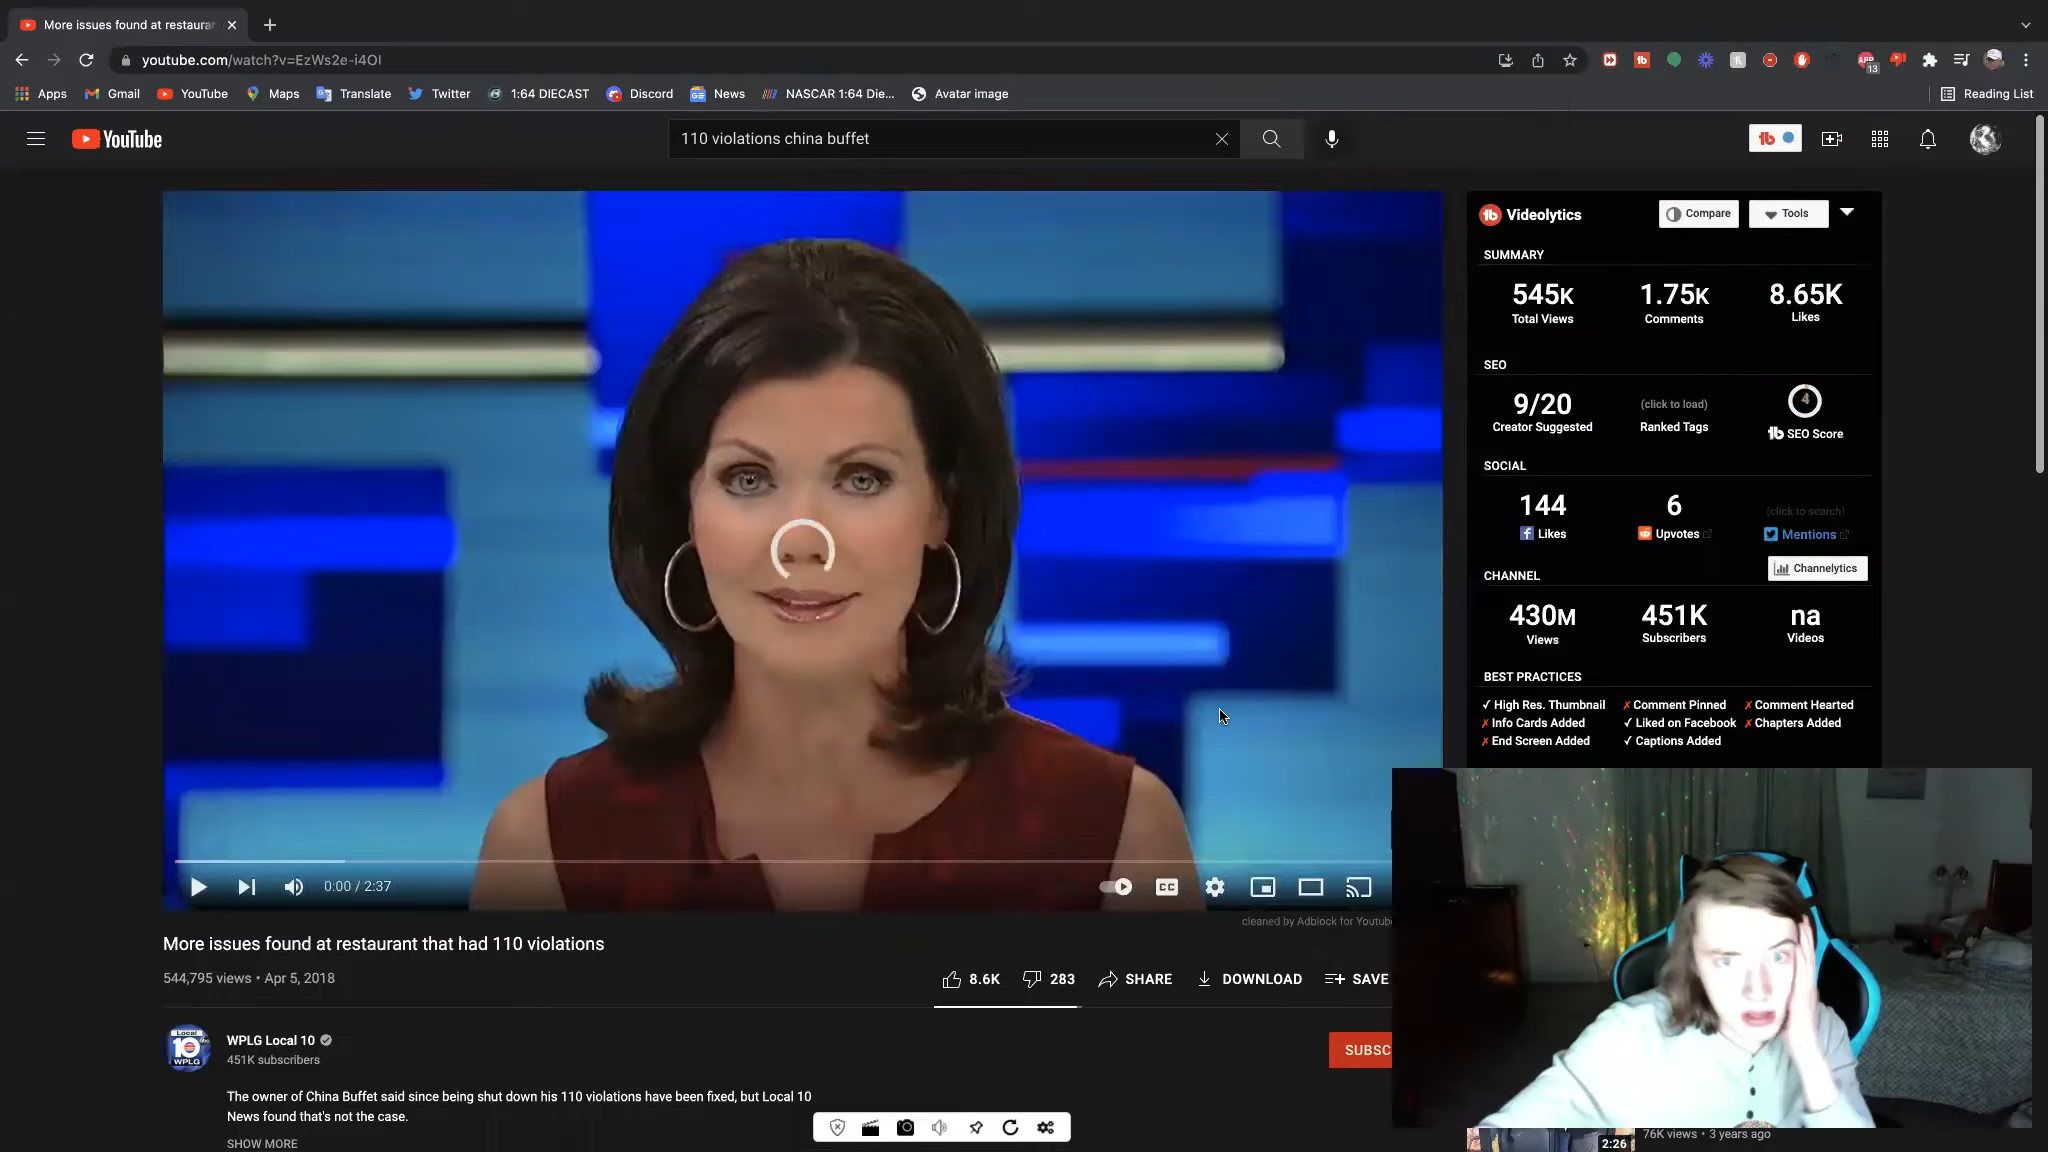 More issues found at restaura
youtube.com/watch?v=EzWs2e-i4OI
13
Apps
Gmail
YouTube
Maps
Translate
Twitter
1:64 DIECAST
Discord
News
NASCAR 1:64 Die...
Avatar image
Reading List
YouTube
110 violations china buffet
Videolytics
Compare
Tools
SUMMARY
545K 1.75K 8.65K
Total Views Comments Likes
SEO
9/20 (click to load) 4
Creator Suggested Ranked Tags SEO Score
SOCIAL
144 6 (click to search)
Likes Upvotes Mentions
Channelytics
CHANNEL
430M 451K na
Views Subscribers Videos
BEST PRACTICES
✓ High Res. Thumbnail ✗ Comment Pinned ✗ Comment Hearted
✗ Info Cards Added ✓ Liked on Facebook ✗ Chapters Added
✗ End Screen Added ✓ Captions Added
0:00 / 2:37
CC
cleaned by Adblock for Youtube
More issues found at restaurant that had 110 violations
544,795 views • Apr 5, 2018
8.6K 283 SHARE DOWNLOAD SAVE
Local 10 WPLG
WPLG Local 10
451K subscribers
SUBSC
The owner of China Buffet said since being shut down his 110 violations have been fixed, but Local 10
News found that's not the case.
SHOW MORE
2:26
76K views • 3 years ago